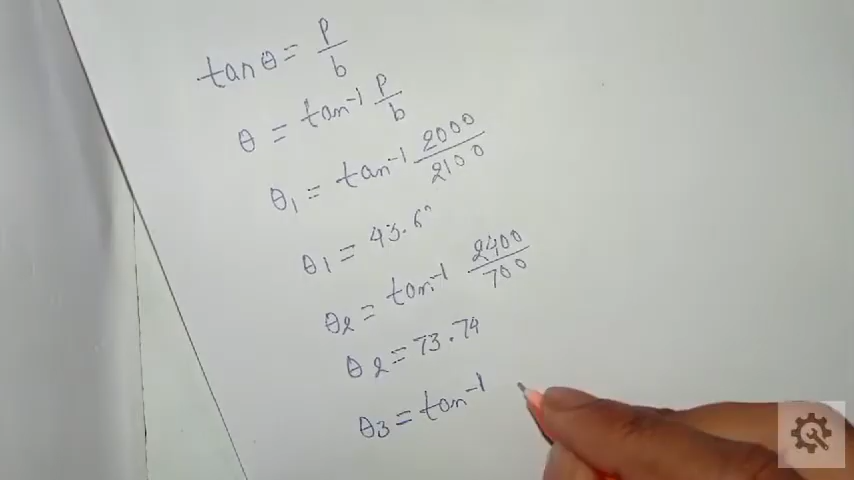 tanθ = p/b
θ = tan⁻¹ p/b
θ₁ = tan⁻¹ 2000/2100
θ₁ = 43.6°
θ₂ = tan⁻¹ 2400/700
θ₂ = 73.74
θ₃ = tan⁻¹